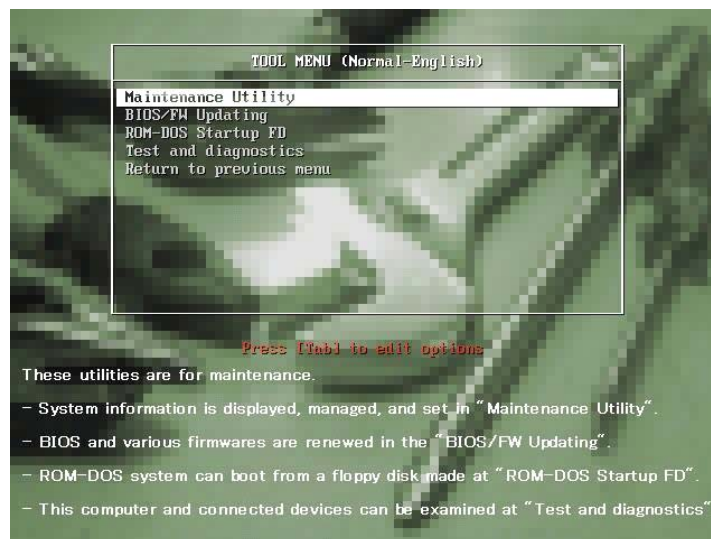 TOOL MENU (Normal-English)
Maintenance Utility
BIOS/FW Updating
ROM-DOS Startup FD
Test and diagnostics
Return to previous menu
Press [Tab] to edit options
These utilities are for maintenance.
- System information is displayed, managed, and set in "Maintenance Utility".
- BIOS and various firmwares are renewed in the "BIOS/FW Updating".
- ROM-DOS system can boot from a floppy disk made at "ROM-DOS Startup FD".
- This computer and connected devices can be examined at "Test and diagnostics"